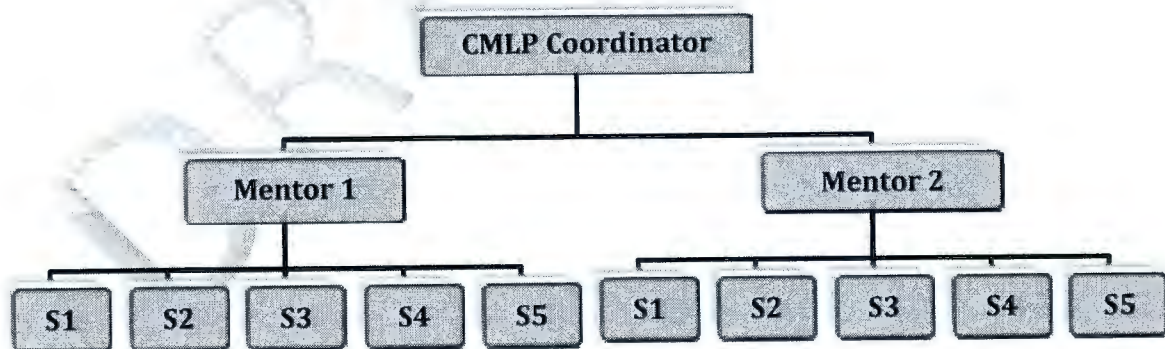 CMLP Coordinator
Mentor 1 Mentor 2
S1 S2 S3 S4 S5 S1 S2 S3 S4 S5